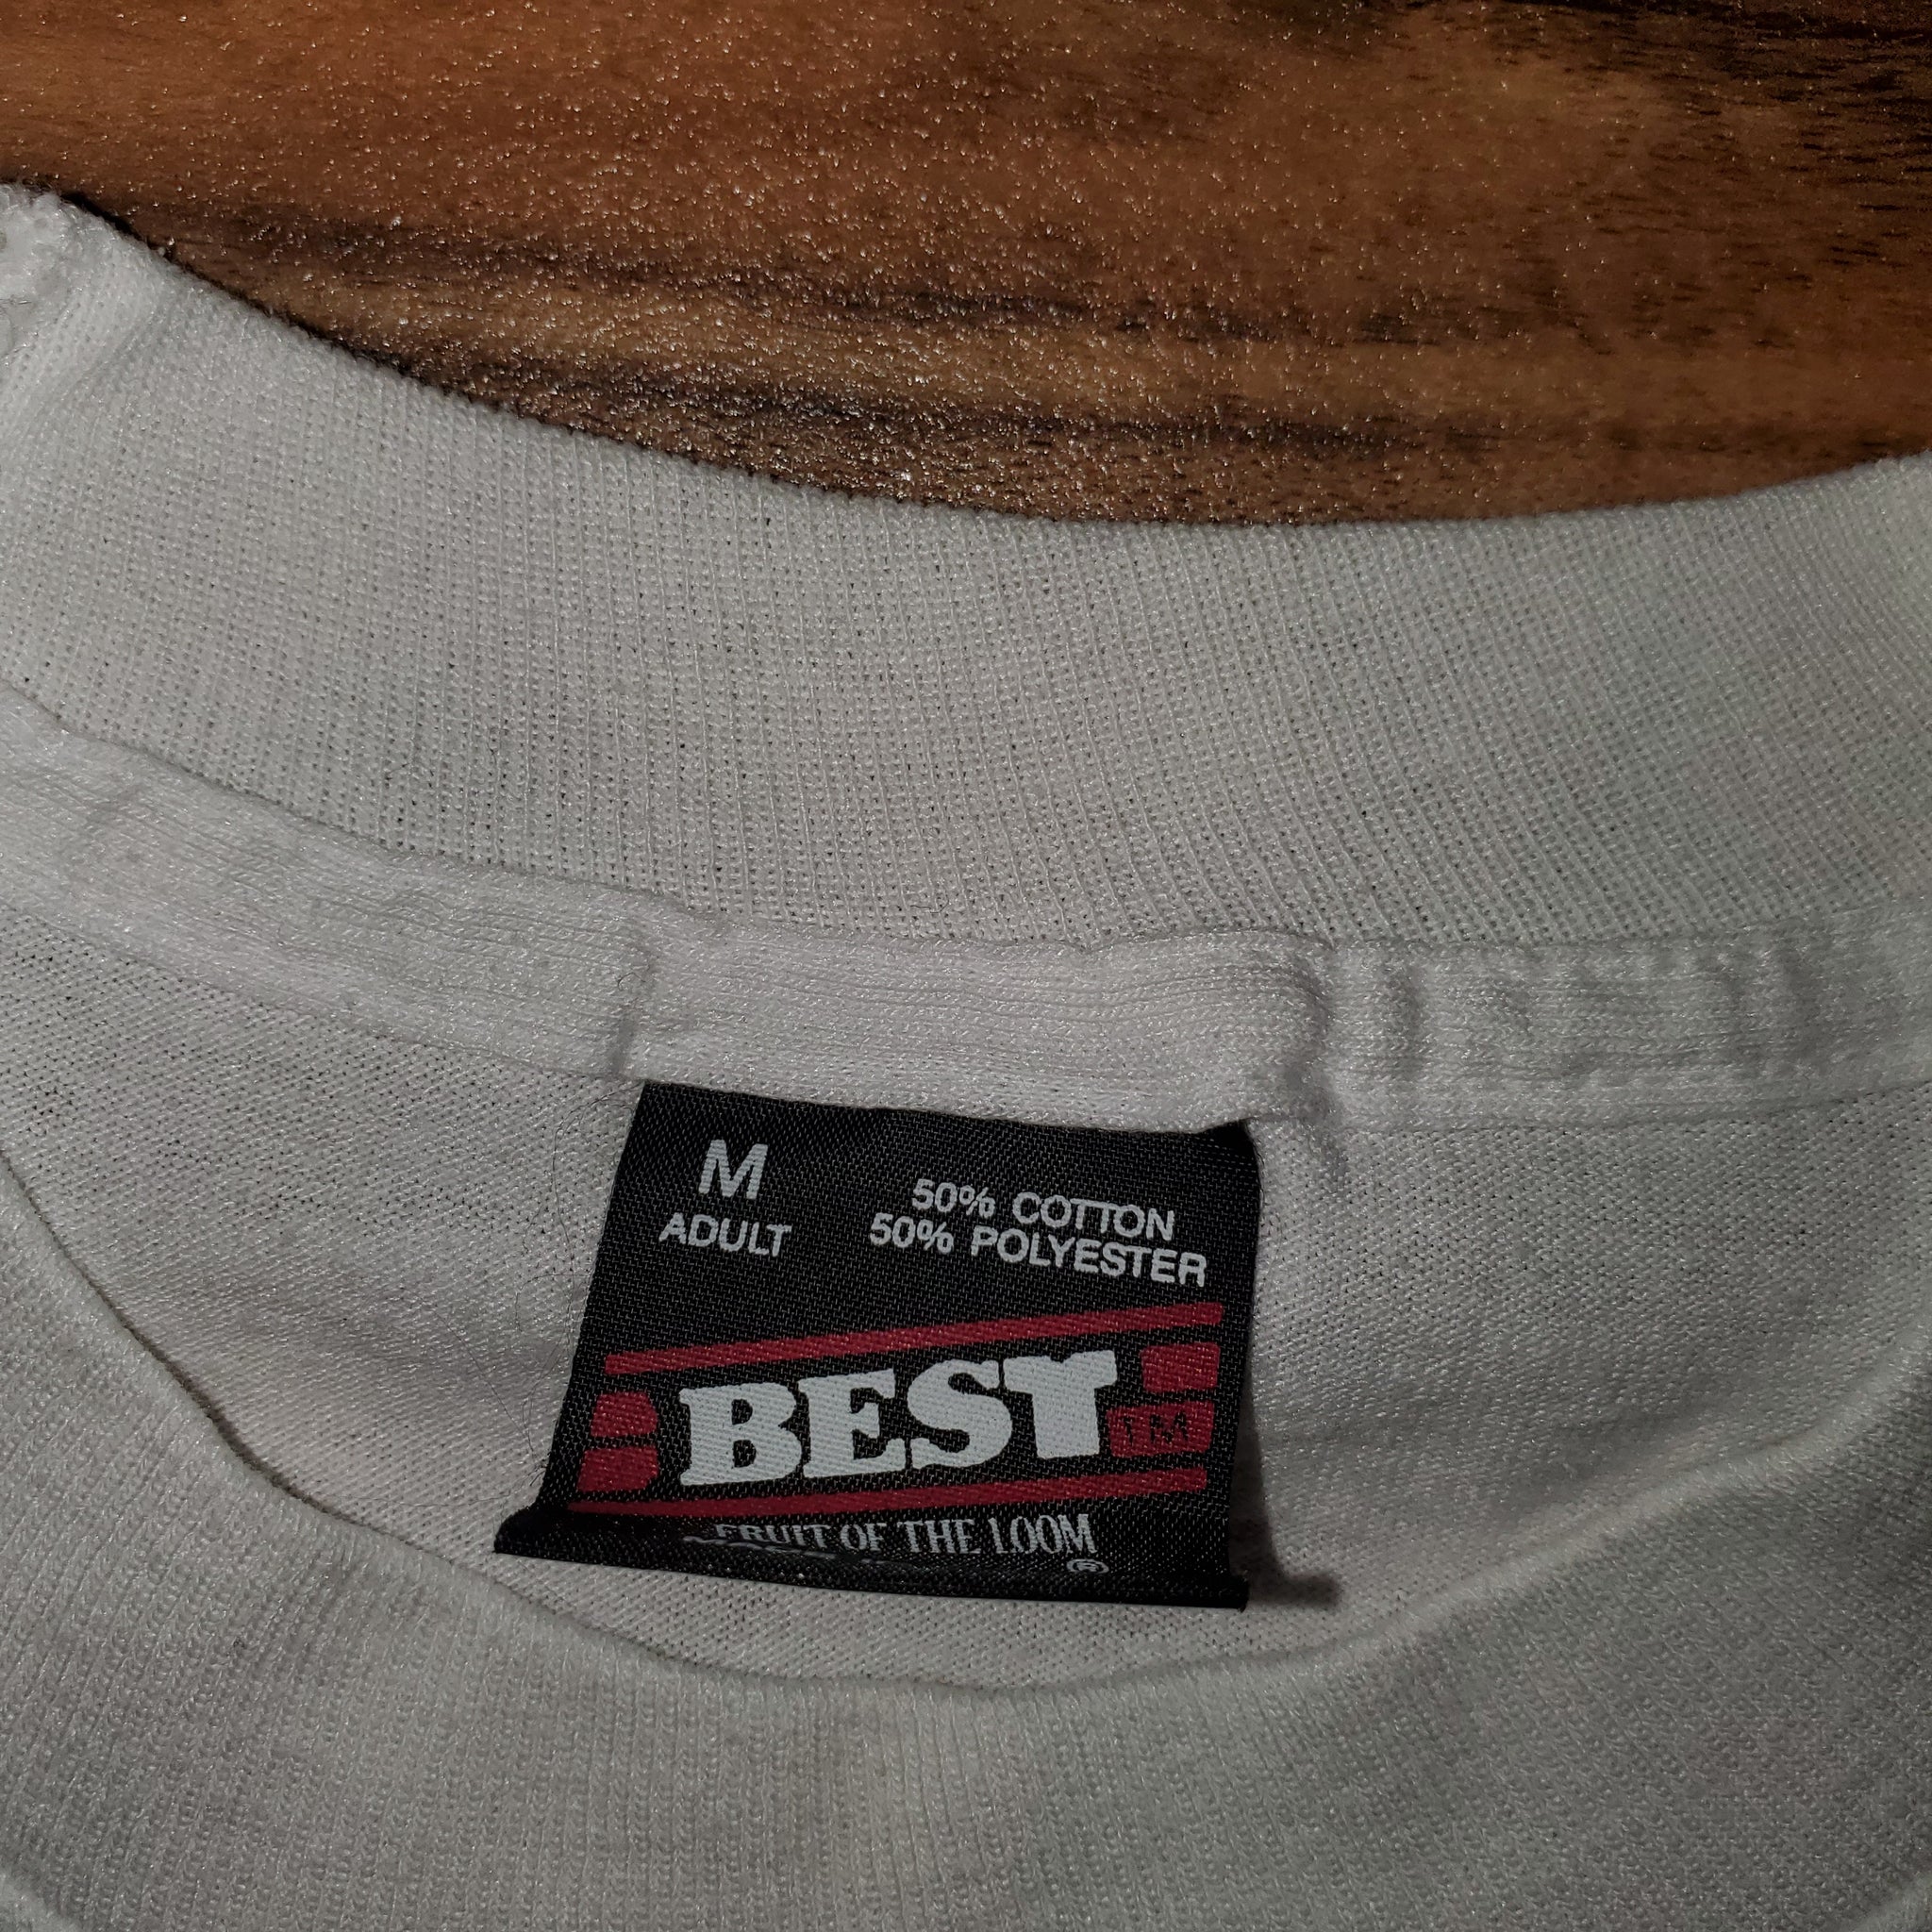 M
ADULT
50% COTTON
50% POLYESTER
BEST
TM
FRUIT OF THE LOOM
®